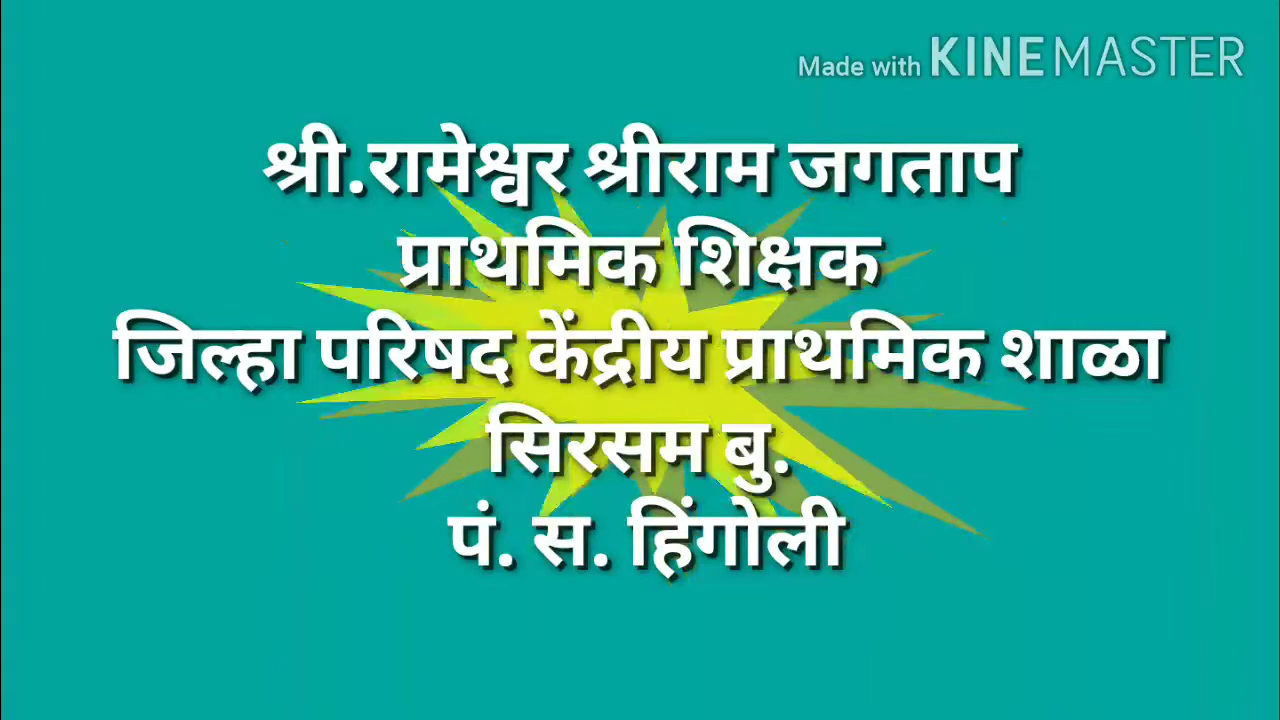 Made with KINEMASTER
श्री.रामेश्वर श्रीराम जगताप
प्राथमिक शिक्षक
जिल्हा परिषद केंद्रीय प्राथमिक शाळा
सिरसम बु.
पं. स. हिंगोली